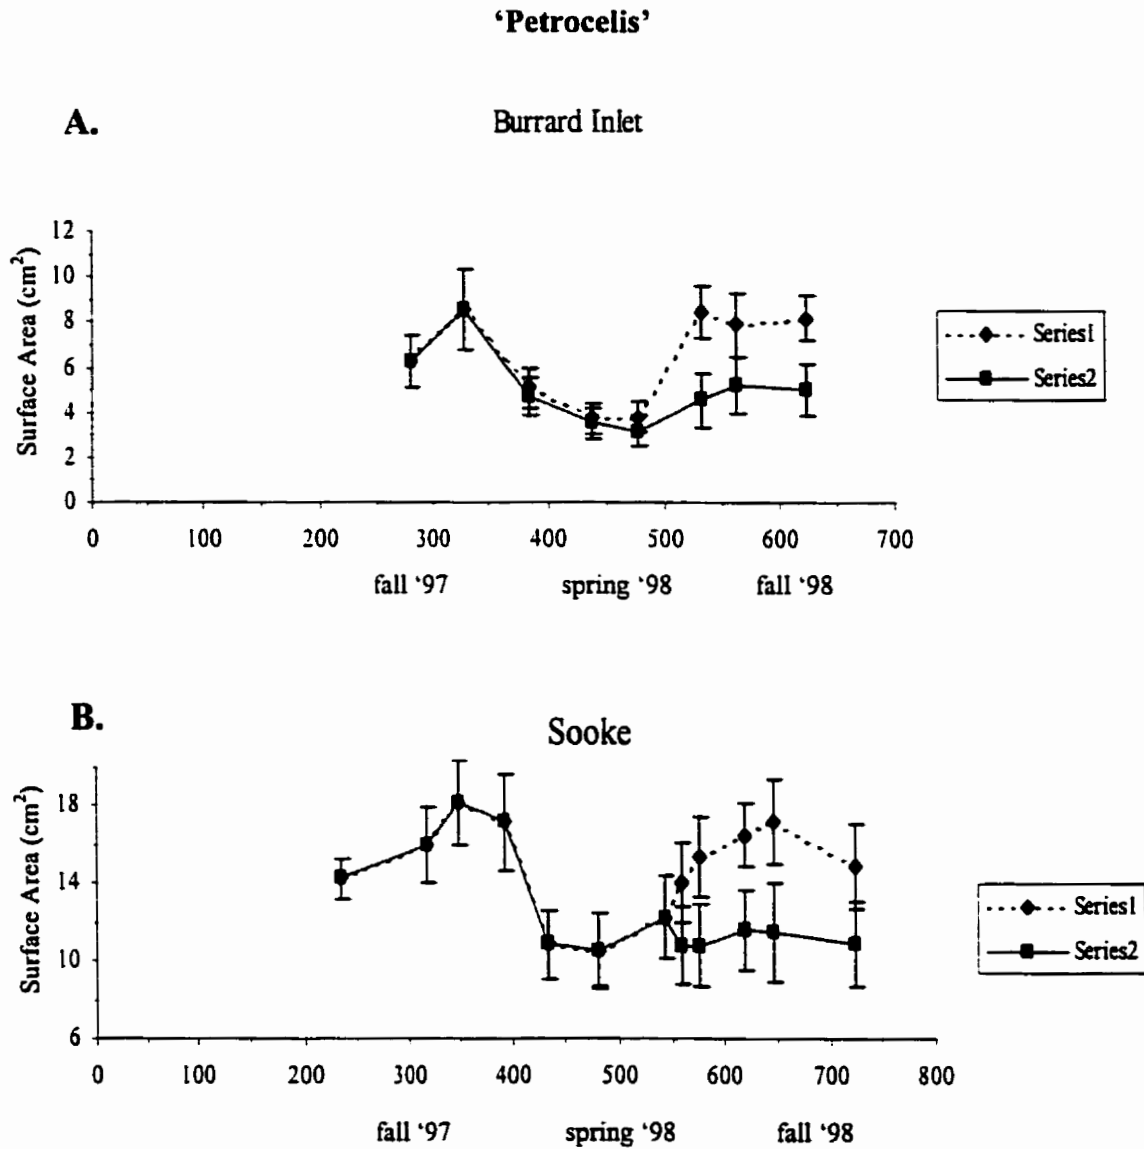 ‘Petrocelis’
A.
Burrard Inlet
Surface Area (cm²)
12
10
8
6
4
2
0
0 100 200 300 400 500 600 700
fall ‘97 spring ‘98 fall ‘98
Series1
Series2
B.
Sooke
Surface Area (cm²)
18
14
10
6
0 100 200 300 400 500 600 700 800
fall ‘97 spring ‘98 fall ‘98
Series1
Series2